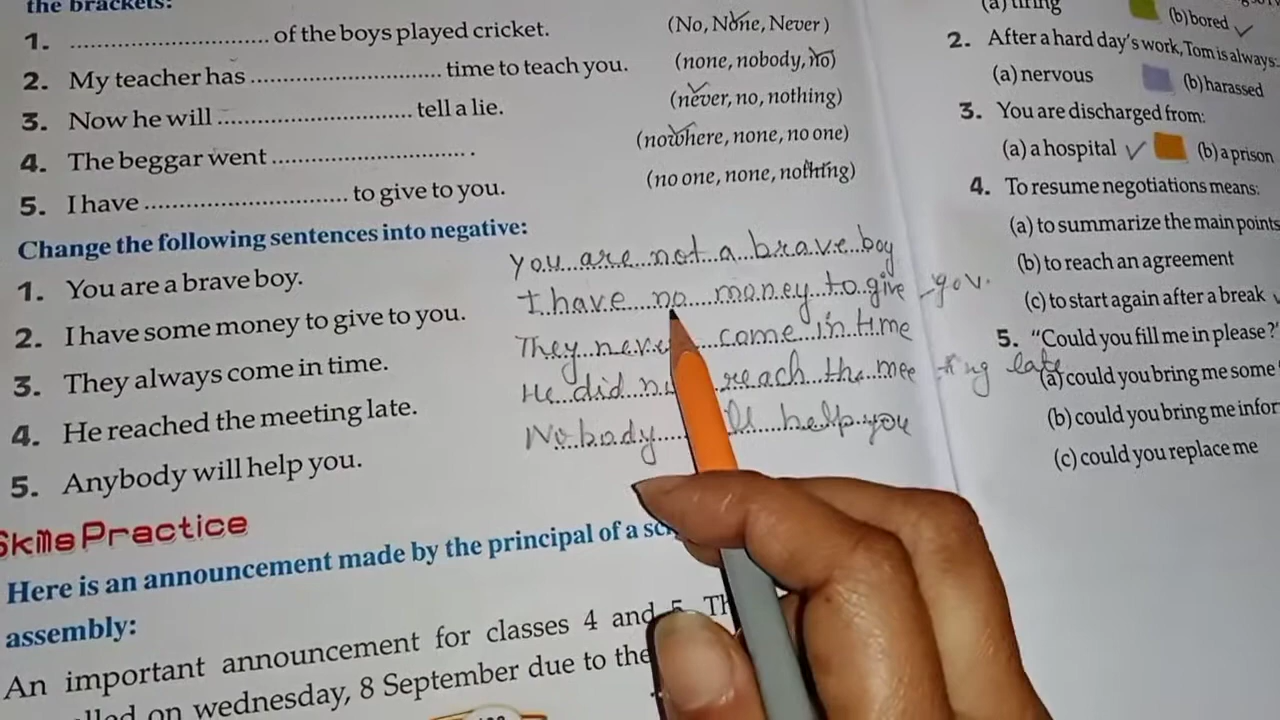 the brackets:
1. .............................. of the boys played cricket. (No, None, Never)
2. My teacher has .............................. time to teach you. (none, nobody, no)
3. Now he will .............................. tell a lie. (never, no, nothing)
4. The beggar went .............................. . (nowhere, none, no one)
5. I have .............................. to give to you. (no one, none, nothing)
Change the following sentences into negative:
1. You are a brave boy. You are not a brave boy
2. I have some money to give to you. I have no money to give you.
3. They always come in time. They never come in time
4. He reached the meeting late. He did reach the meeting late
5. Anybody will help you. Nobody help you
Skills Practice
Here is an announcement made by the principal of a
assembly:
An important announcement for classes 4 and 5.
on wednesday, 8 September due to the
(b) bored ✓
2. After a hard day's work, Tom is always:
(a) nervous (b) harassed
3. You are discharged from:
(a) a hospital ✓ (b) a prison
4. To resume negotiations means:
(a) to summarize the main points
(b) to reach an agreement
(c) to start again after a break ✓
5. "Could you fill me in please?"
(a) could you bring me some
(b) could you bring me
(c) could you replace me